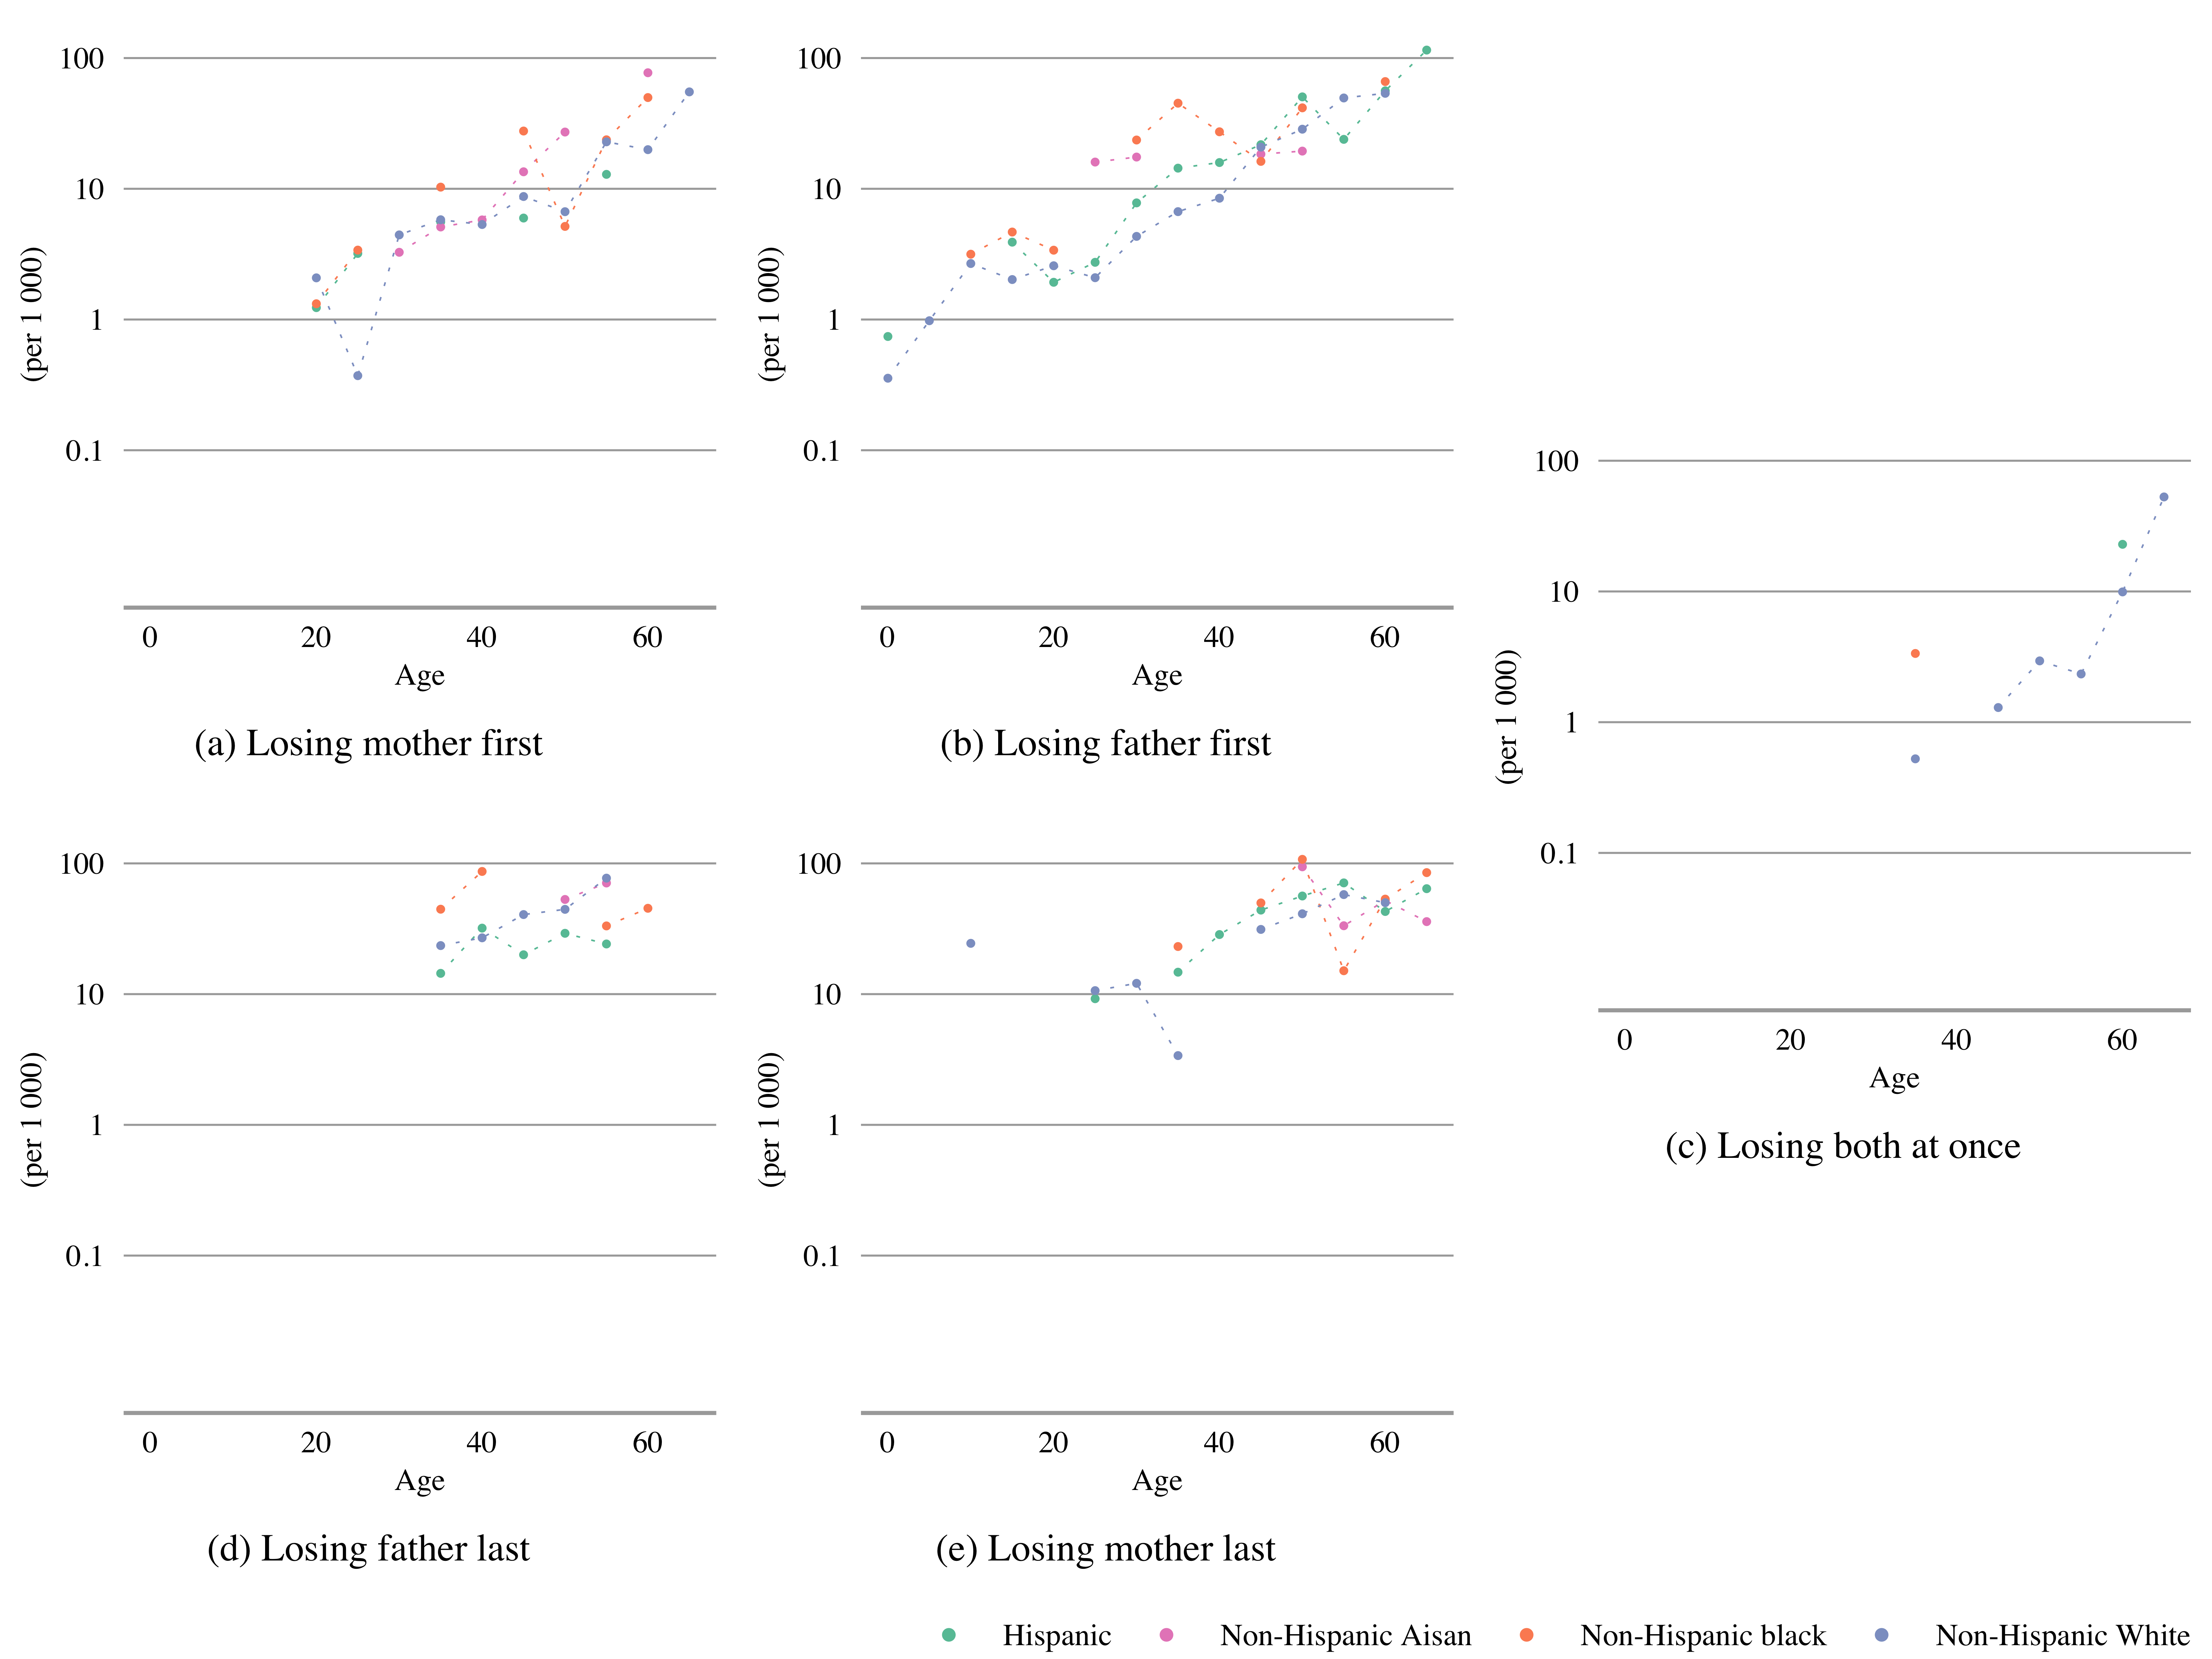 100
10
1
0.1
(per 1 000)
0 20 40 60
Age
(a) Losing mother first
100
10
1
0.1
(per 1 000)
0 20 40 60
Age
(b) Losing father first
100
10
1
0.1
(per 1 000)
0 20 40 60
Age
(c) Losing both at once
100
10
1
0.1
(per 1 000)
0 20 40 60
Age
(d) Losing father last
100
10
1
0.1
(per 1 000)
0 20 40 60
Age
(e) Losing mother last
Hispanic Non-Hispanic Aisan Non-Hispanic black Non-Hispanic White